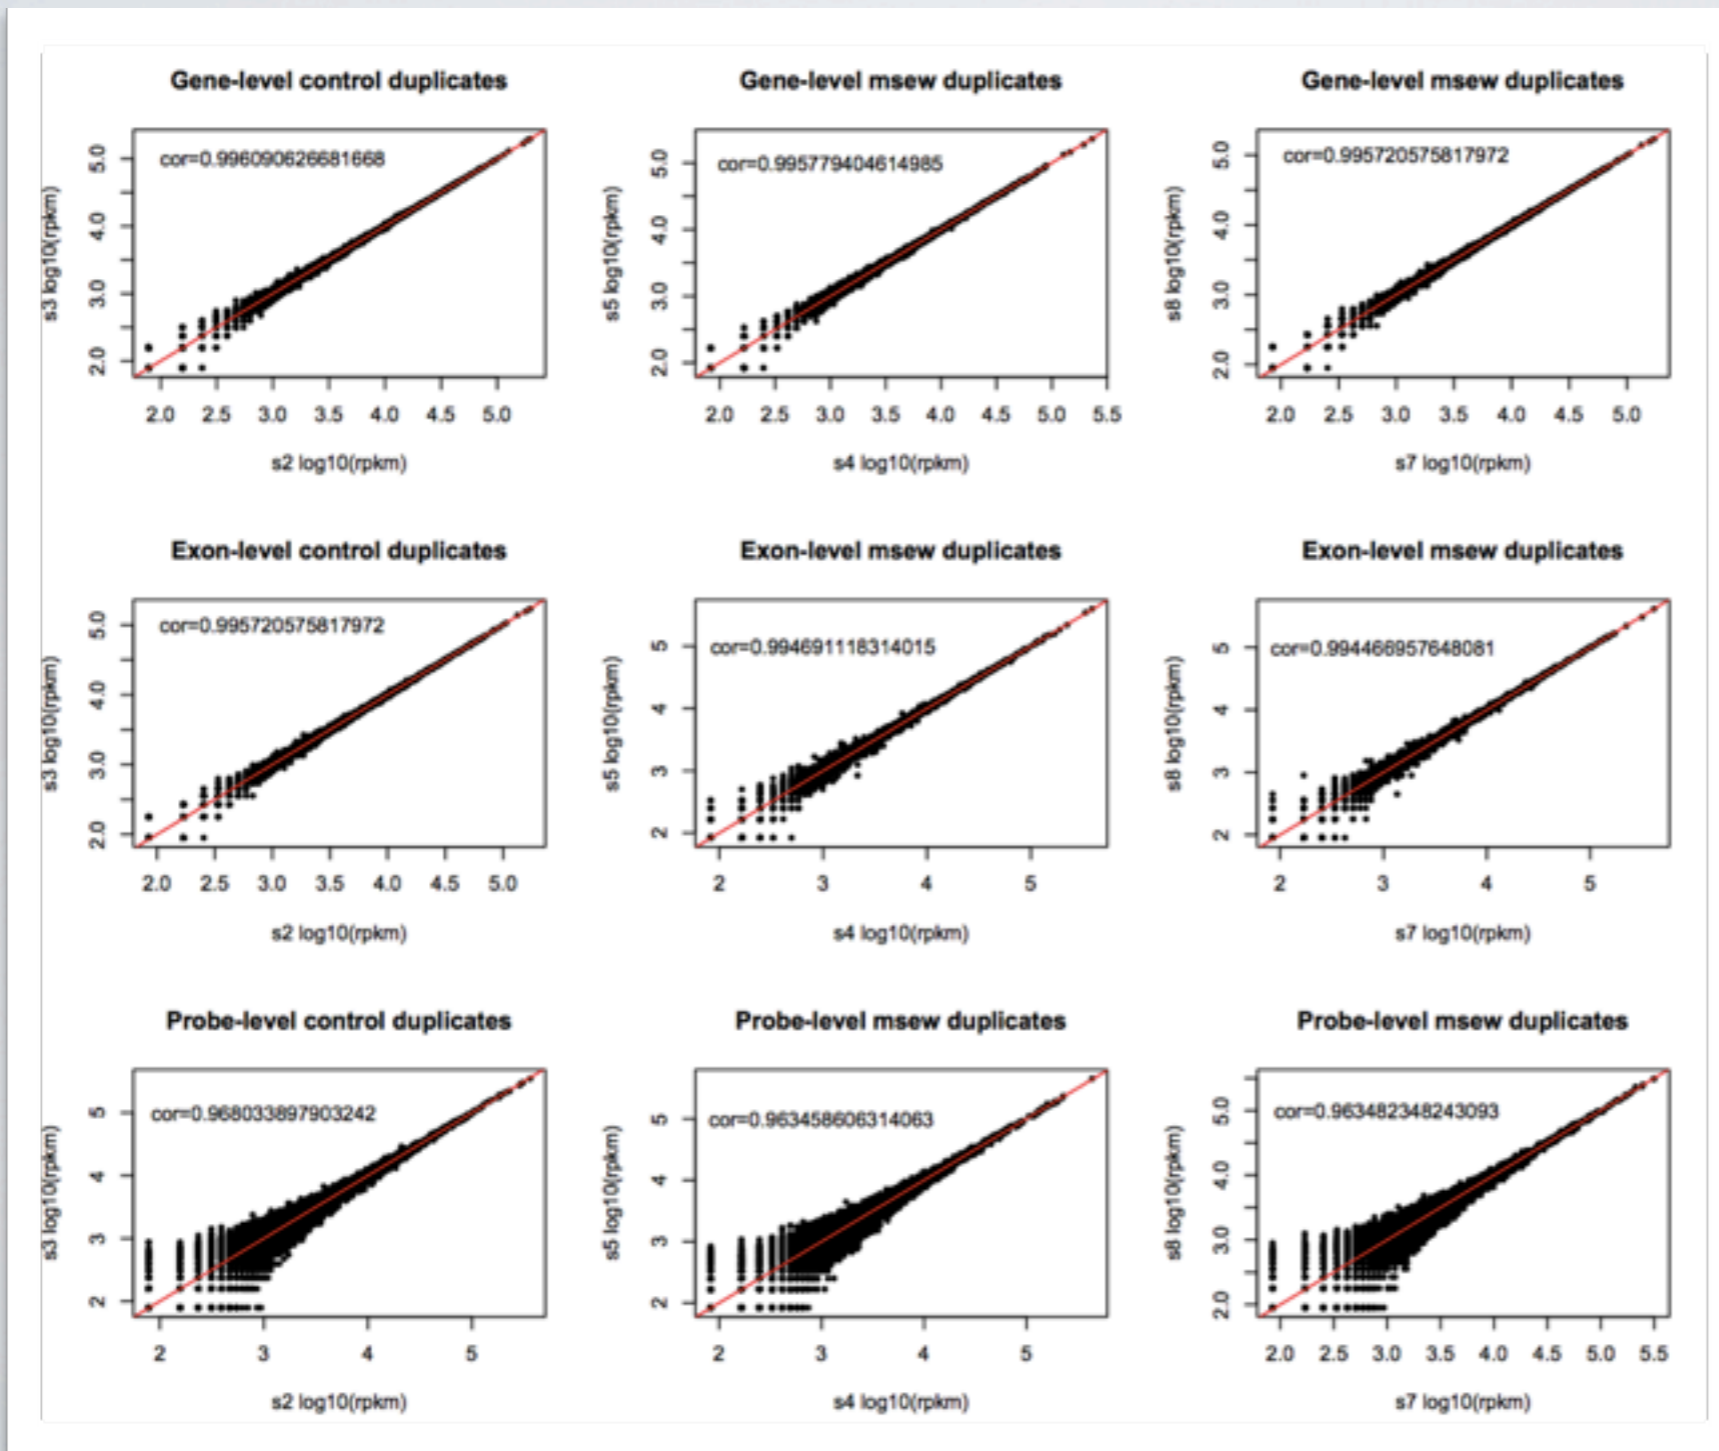 Gene-level control duplicates
cor=0.996090626681668
s3 log10(rpkm)
5.0
4.0
3.0
2.0
2.0 2.5 3.0 3.5 4.0 4.5 5.0
s2 log10(rpkm)
Gene-level msew duplicates
cor=0.995779404614985
s5 log10(rpkm)
5.0
4.0
3.0
2.0
2.0 2.5 3.0 3.5 4.0 4.5 5.0 5.5
s4 log10(rpkm)
Gene-level msew duplicates
cor=0.995720575817972
s8 log10(rpkm)
5.0
4.0
3.0
2.0
2.0 2.5 3.0 3.5 4.0 4.5 5.0
s7 log10(rpkm)
Exon-level control duplicates
cor=0.995720575817972
s3 log10(rpkm)
5.0
4.0
3.0
2.0
2.0 2.5 3.0 3.5 4.0 4.5 5.0
s2 log10(rpkm)
Exon-level msew duplicates
cor=0.994691118314015
s5 log10(rpkm)
5
4
3
2
2 3 4 5
s4 log10(rpkm)
Exon-level msew duplicates
cor=0.994466957648081
s8 log10(rpkm)
5
4
3
2
2 3 4 5
s7 log10(rpkm)
Probe-level control duplicates
cor=0.968033897903242
s3 log10(rpkm)
5
4
3
2
2 3 4 5
s2 log10(rpkm)
Probe-level msew duplicates
cor=0.963458606314063
s5 log10(rpkm)
5
4
3
2
2 3 4 5
s4 log10(rpkm)
Probe-level msew duplicates
cor=0.963482348243093
s8 log10(rpkm)
5.0
4.0
3.0
2.0
2.0 2.5 3.0 3.5 4.0 4.5 5.0 5.5
s7 log10(rpkm)